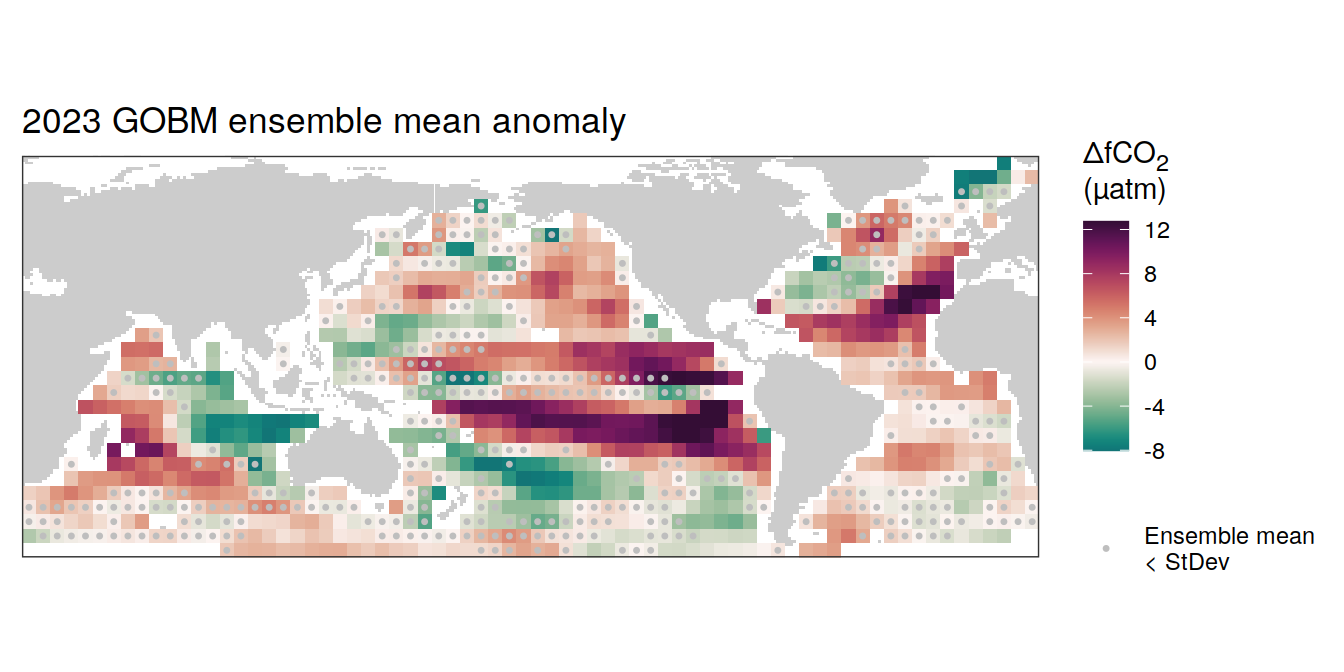 2023 GOBM ensemble mean anomaly
ΔfCO₂
(µatm)
12
8
4
0
-4
-8
Ensemble mean
< StDev